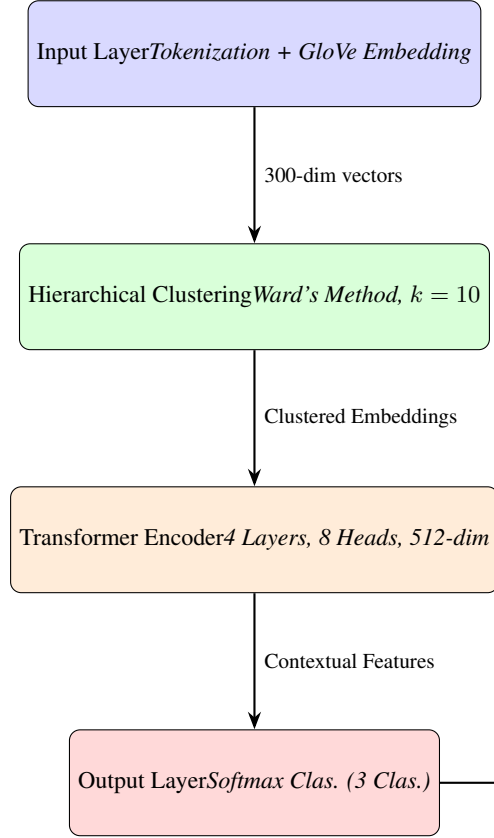 Input LayerTokenization + GloVe Embedding
300-dim vectors
Hierarchical ClusteringWard's Method, k = 10
Clustered Embeddings
Transformer Encoder4 Layers, 8 Heads, 512-dim
Contextual Features
Output LayerSoftmax Clas. (3 Clas.)